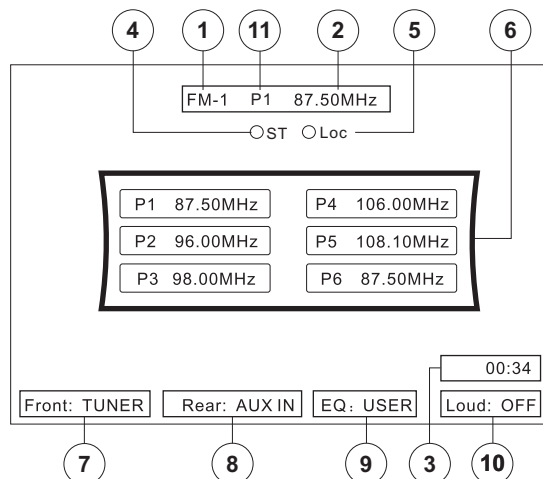 4 1 11 2 5 6
FM-1 P1 87.50MHz
ST Loc
P1 87.50MHz P4 106.00MHz
P2 96.00MHz P5 108.10MHz
P3 98.00MHz P6 87.50MHz
00:34
Front: TUNER Rear: AUX IN EQ: USER Loud: OFF
7 8 9 3 10